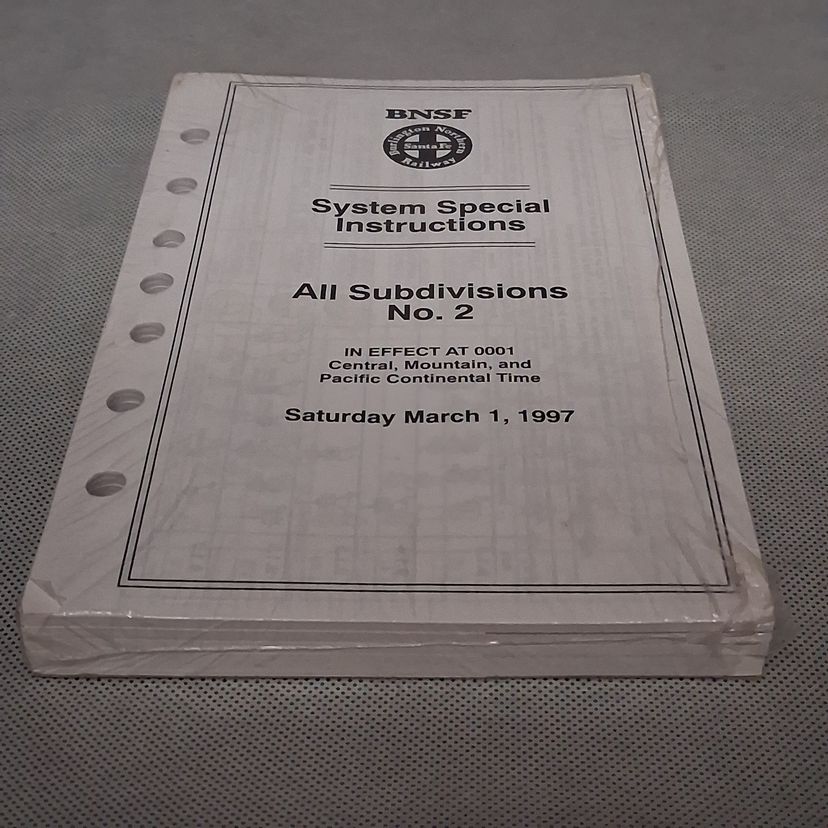 BNSF
Burlington Northern
Santa Fe
Railway
System Special
Instructions
All Subdivisions
No. 2
IN EFFECT AT 0001
Central, Mountain, and
Pacific Continental Time
Saturday March 1, 1997